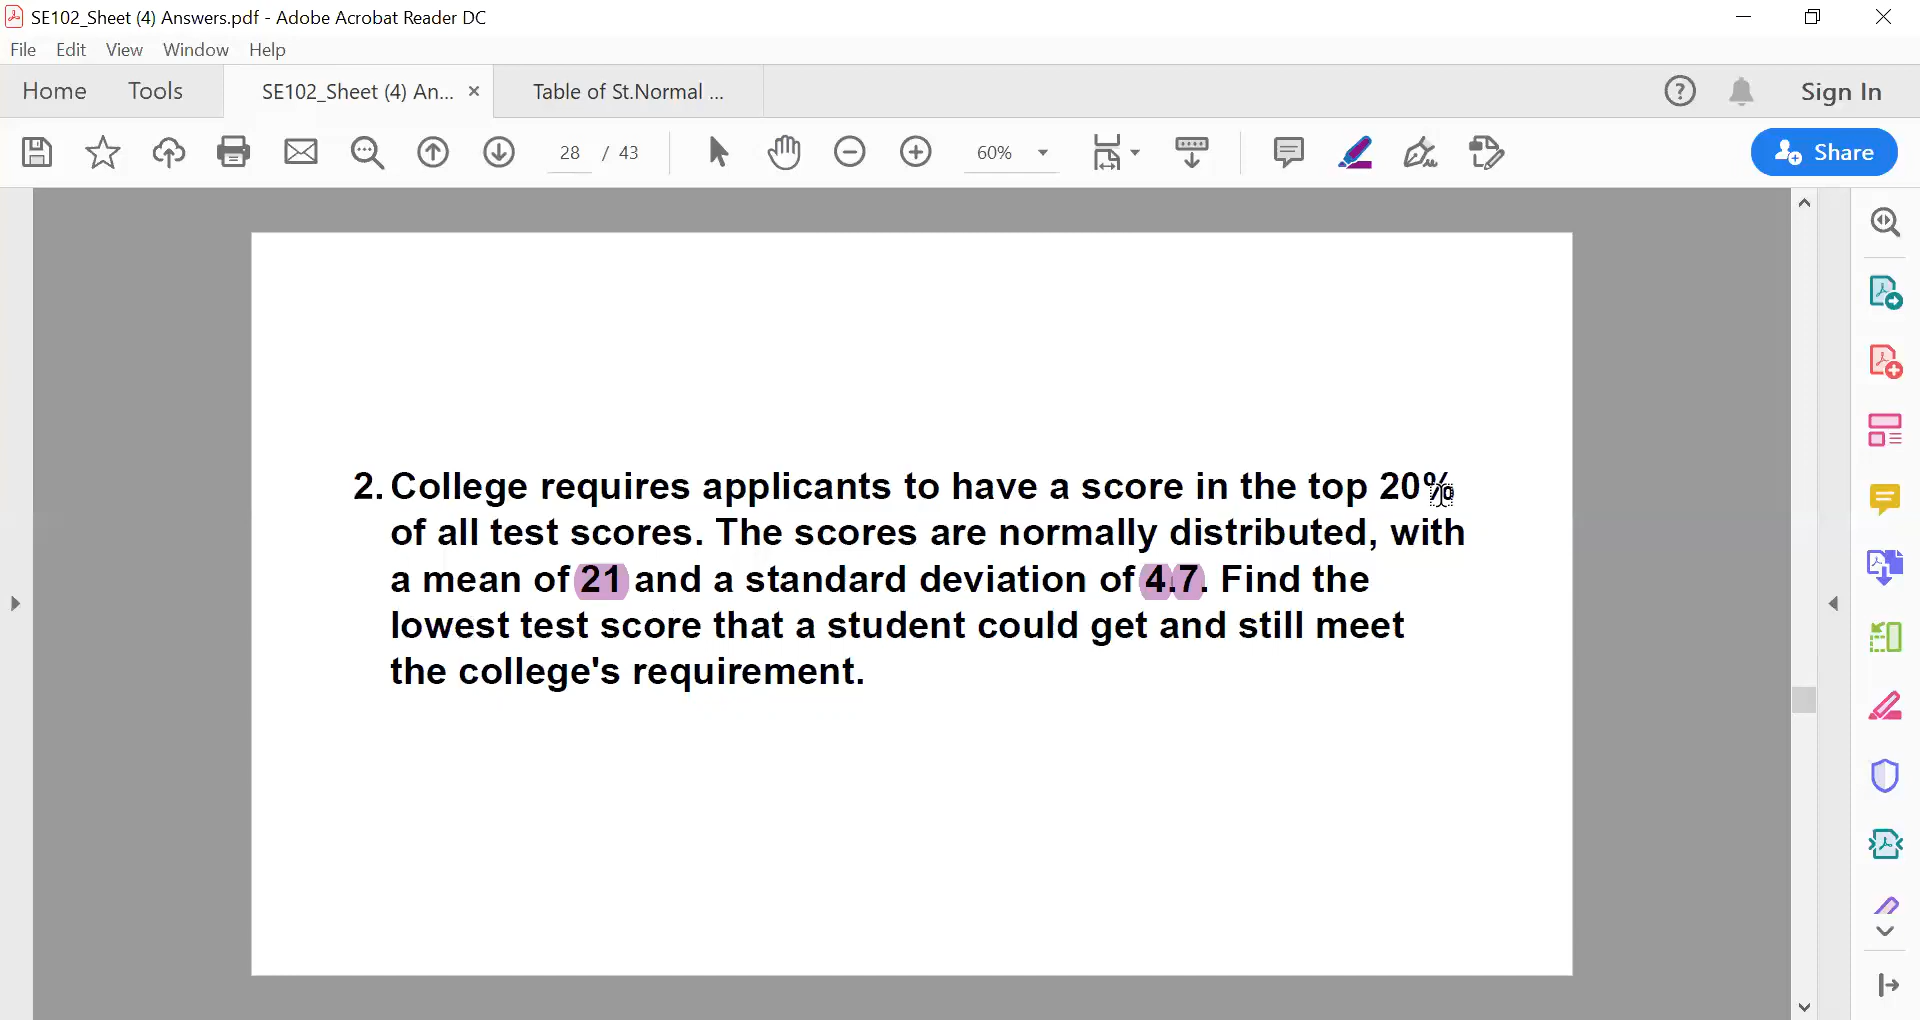 SE102_Sheet (4) Answers.pdf - Adobe Acrobat Reader DC
File Edit View Window Help
Home Tools SE102_Sheet (4) An... Table of St.Normal ... Sign In
28 / 43 60% Share
2. College requires applicants to have a score in the top 20%
of all test scores. The scores are normally distributed, with
a mean of 21 and a standard deviation of 4.7. Find the
lowest test score that a student could get and still meet
the college's requirement.